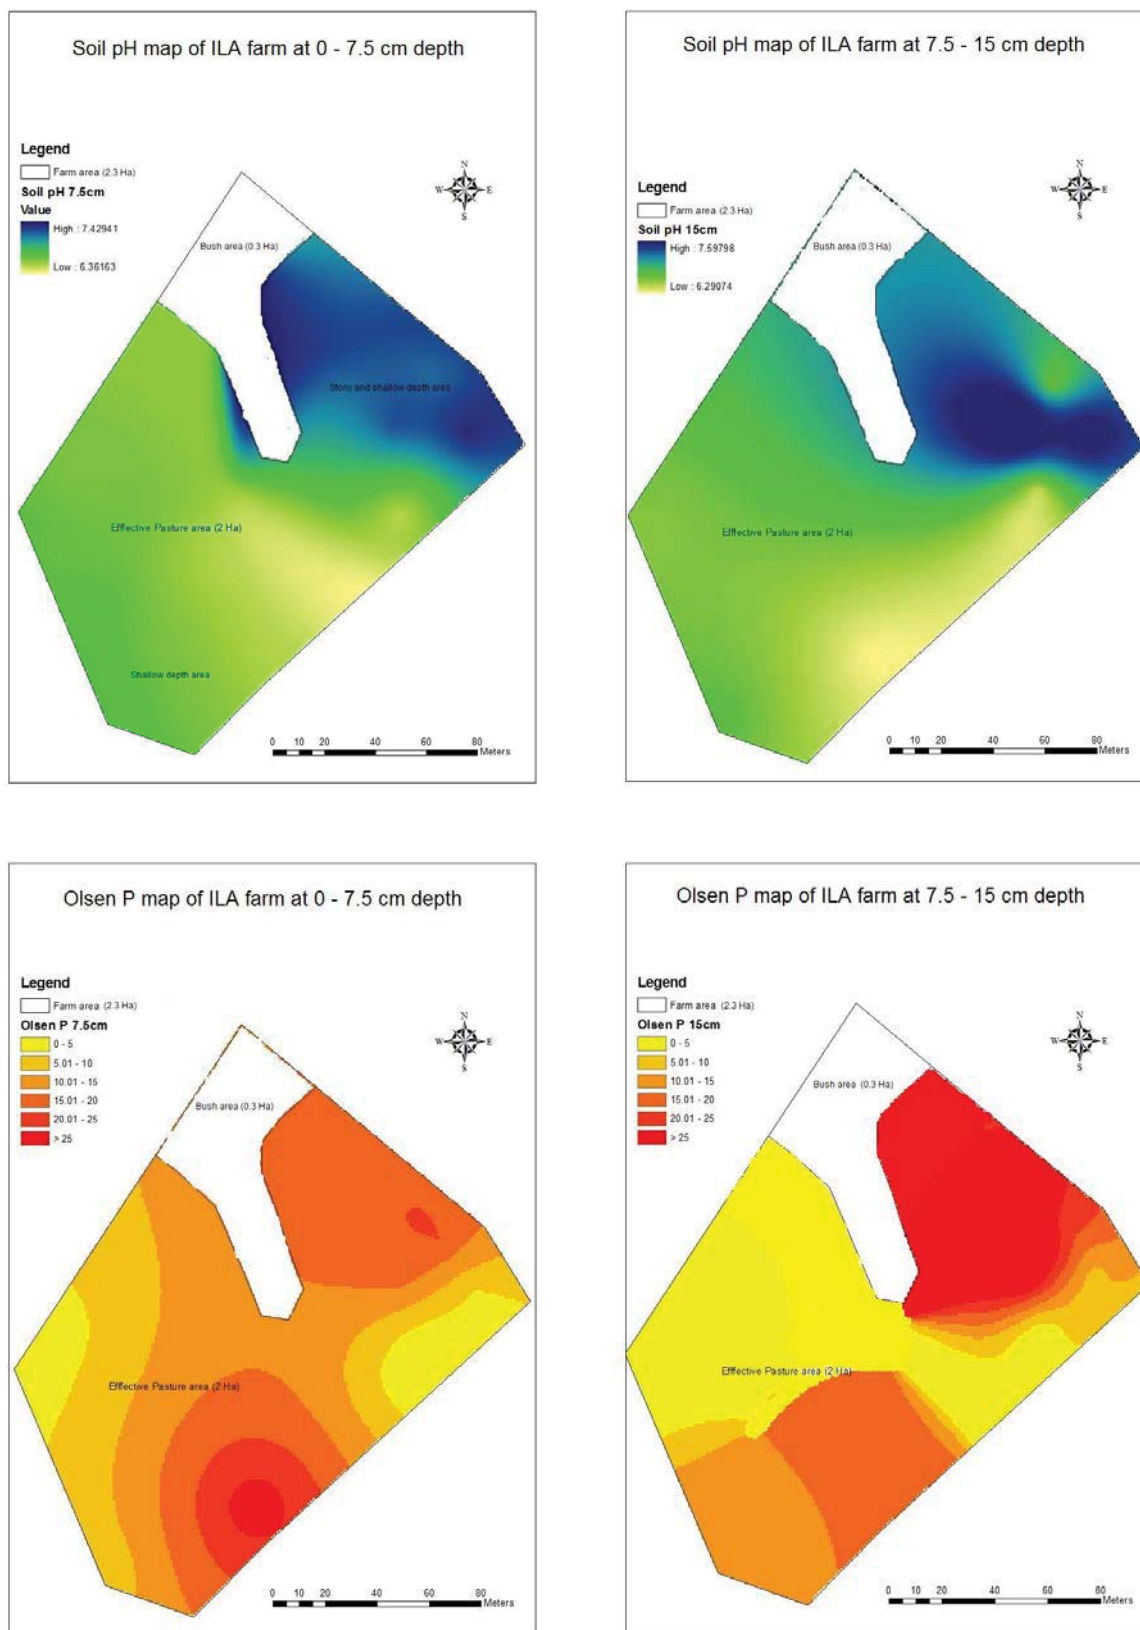 Soil pH map of ILA farm at 0 - 7.5 cm depth
Legend
Farm area (2.3 Ha)
Soil pH 7.5cm
Value
High : 7.42941
Low : 6.36163
N
W
E
S
Bush area (0.3 Ha)
Stony and shallow depth area
Efffective Pasture area (2 Ha)
Shallow depth area
0 10 20 40 60 80
Meters
Soil pH map of ILA farm at 7.5 - 15 cm depth
Legend
Farm area (2.3 Ha)
Soil pH 15cm
High : 7.59798
Low : 6.29074
N
W
E
S
Bush area (0.3 Ha)
Efffective Pasture area (2 Ha)
0 10 20 40 60 80
Meters
Olsen P map of ILA farm at 0 - 7.5 cm depth
Legend
Farm area (2.3 Ha)
Olsen P 7.5cm
0 - 5
5.01 - 10
10.01 - 15
15.01 - 20
20.01 - 25
> 25
N
W
E
S
Bush area (0.3 Ha)
Efffective Pasture area (2 Ha)
0 10 20 40 60 80
Meters
Olsen P map of ILA farm at 7.5 - 15 cm depth
Legend
Farm area (2.3 Ha)
Olsen P 15cm
0 - 5
5.01 - 10
10.01 - 15
15.01 - 20
20.01 - 25
> 25
N
W
E
S
Bush area (0.3 Ha)
Efffective Pasture area (2 Ha)
0 10 20 40 60 80
Meters